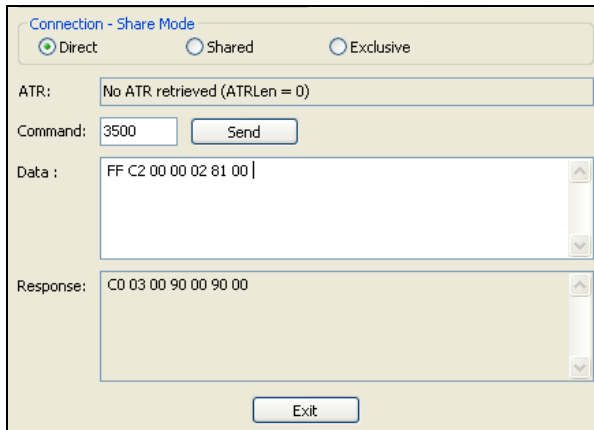 Connection - Share Mode
Direct Shared Exclusive
ATR: No ATR retrieved (ATRLen = 0)
Command: 3500 Send
Data : FF C2 00 00 02 81 00
Response: C0 03 00 90 00 90 00
Exit